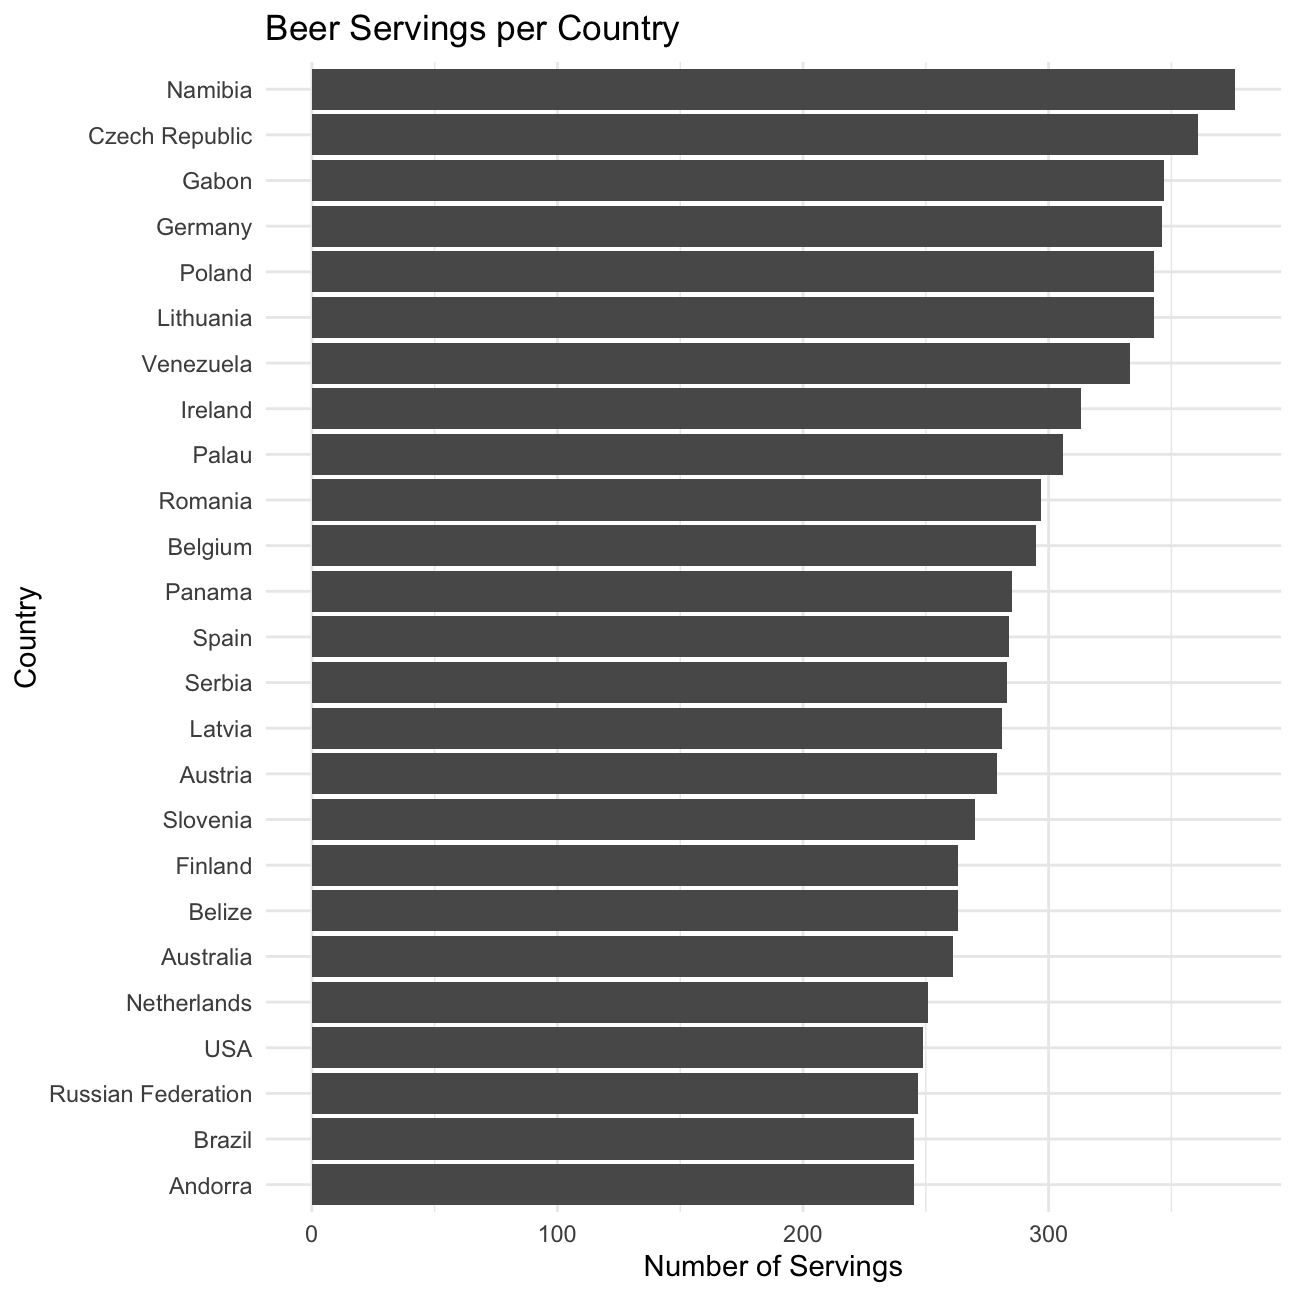 Beer Servings per Country
Country
Namibia
Czech Republic
Gabon
Germany
Poland
Lithuania
Venezuela
Ireland
Palau
Romania
Belgium
Panama
Spain
Serbia
Latvia
Austria
Slovenia
Finland
Belize
Australia
Netherlands
USA
Russian Federation
Brazil
Andorra
0 100 200 300
Number of Servings